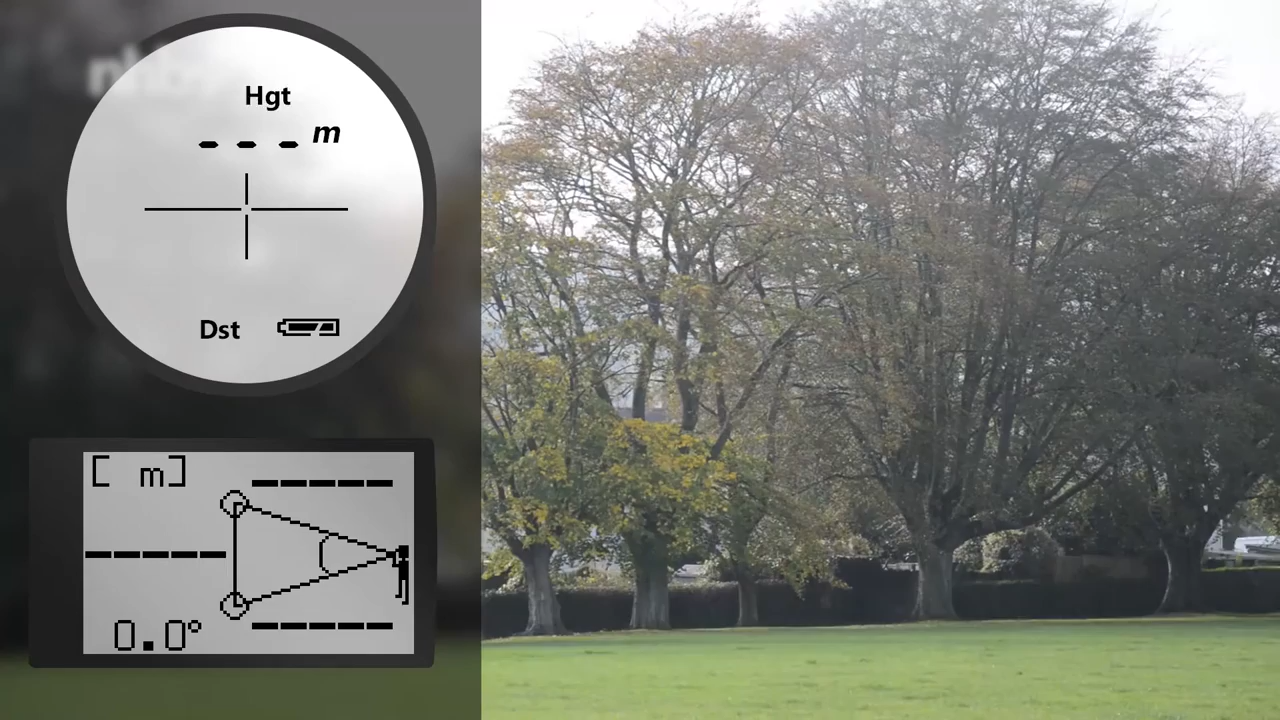 Hgt
- - - m
Dst
[ m]
-----
-----
0.0°
-----